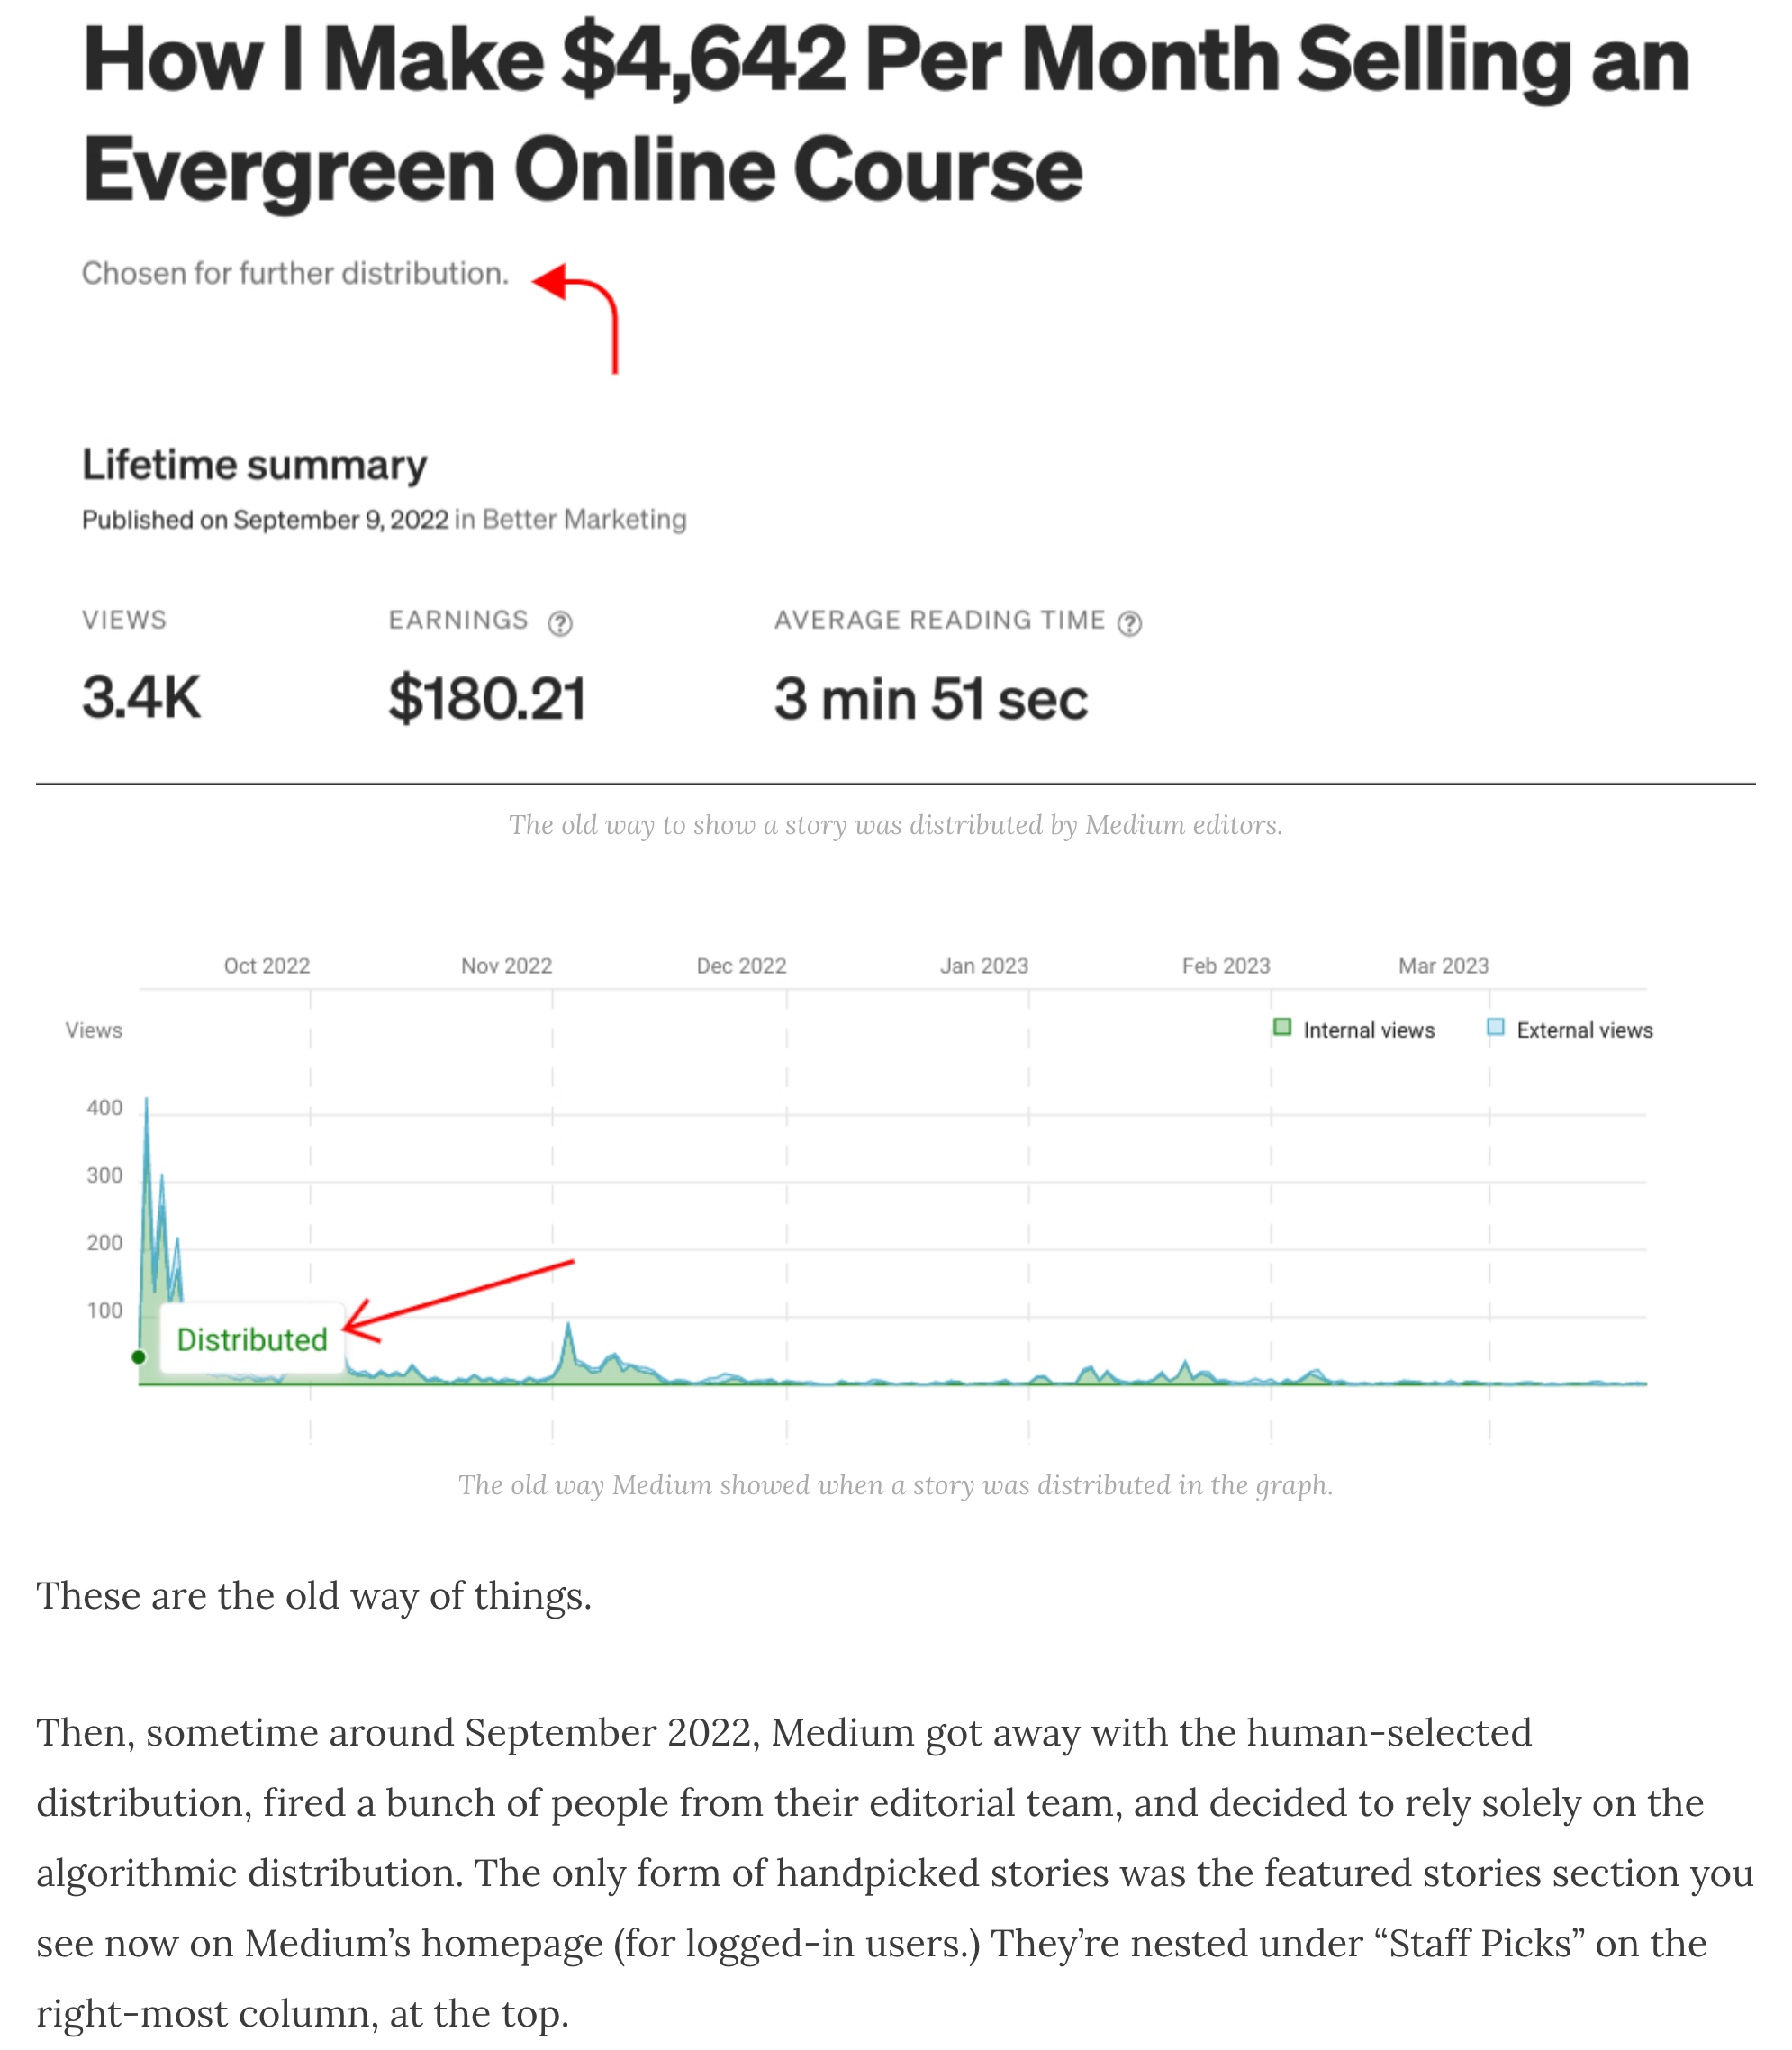 How I Make $4,642 Per Month Selling an
Evergreen Online Course
Chosen for further distribution.
Lifetime summary
Published on September 9, 2022 in Better Marketing
VIEWS EARNINGS ? AVERAGE READING TIME ?
3.4K $180.21 3 min 51 sec
The old way to show a story was distributed by Medium editors.
Oct 2022 Nov 2022 Dec 2022 Jan 2023 Feb 2023 Mar 2023
Views Internal views External views
400
300
200
100
Distributed
The old way Medium showed when a story was distributed in the graph.
These are the old way of things.
Then, sometime around September 2022, Medium got away with the human-selected
distribution, fired a bunch of people from their editorial team, and decided to rely solely on the
algorithmic distribution. The only form of handpicked stories was the featured stories section you
see now on Medium’s homepage (for logged-in users.) They’re nested under “Staff Picks” on the
right-most column, at the top.